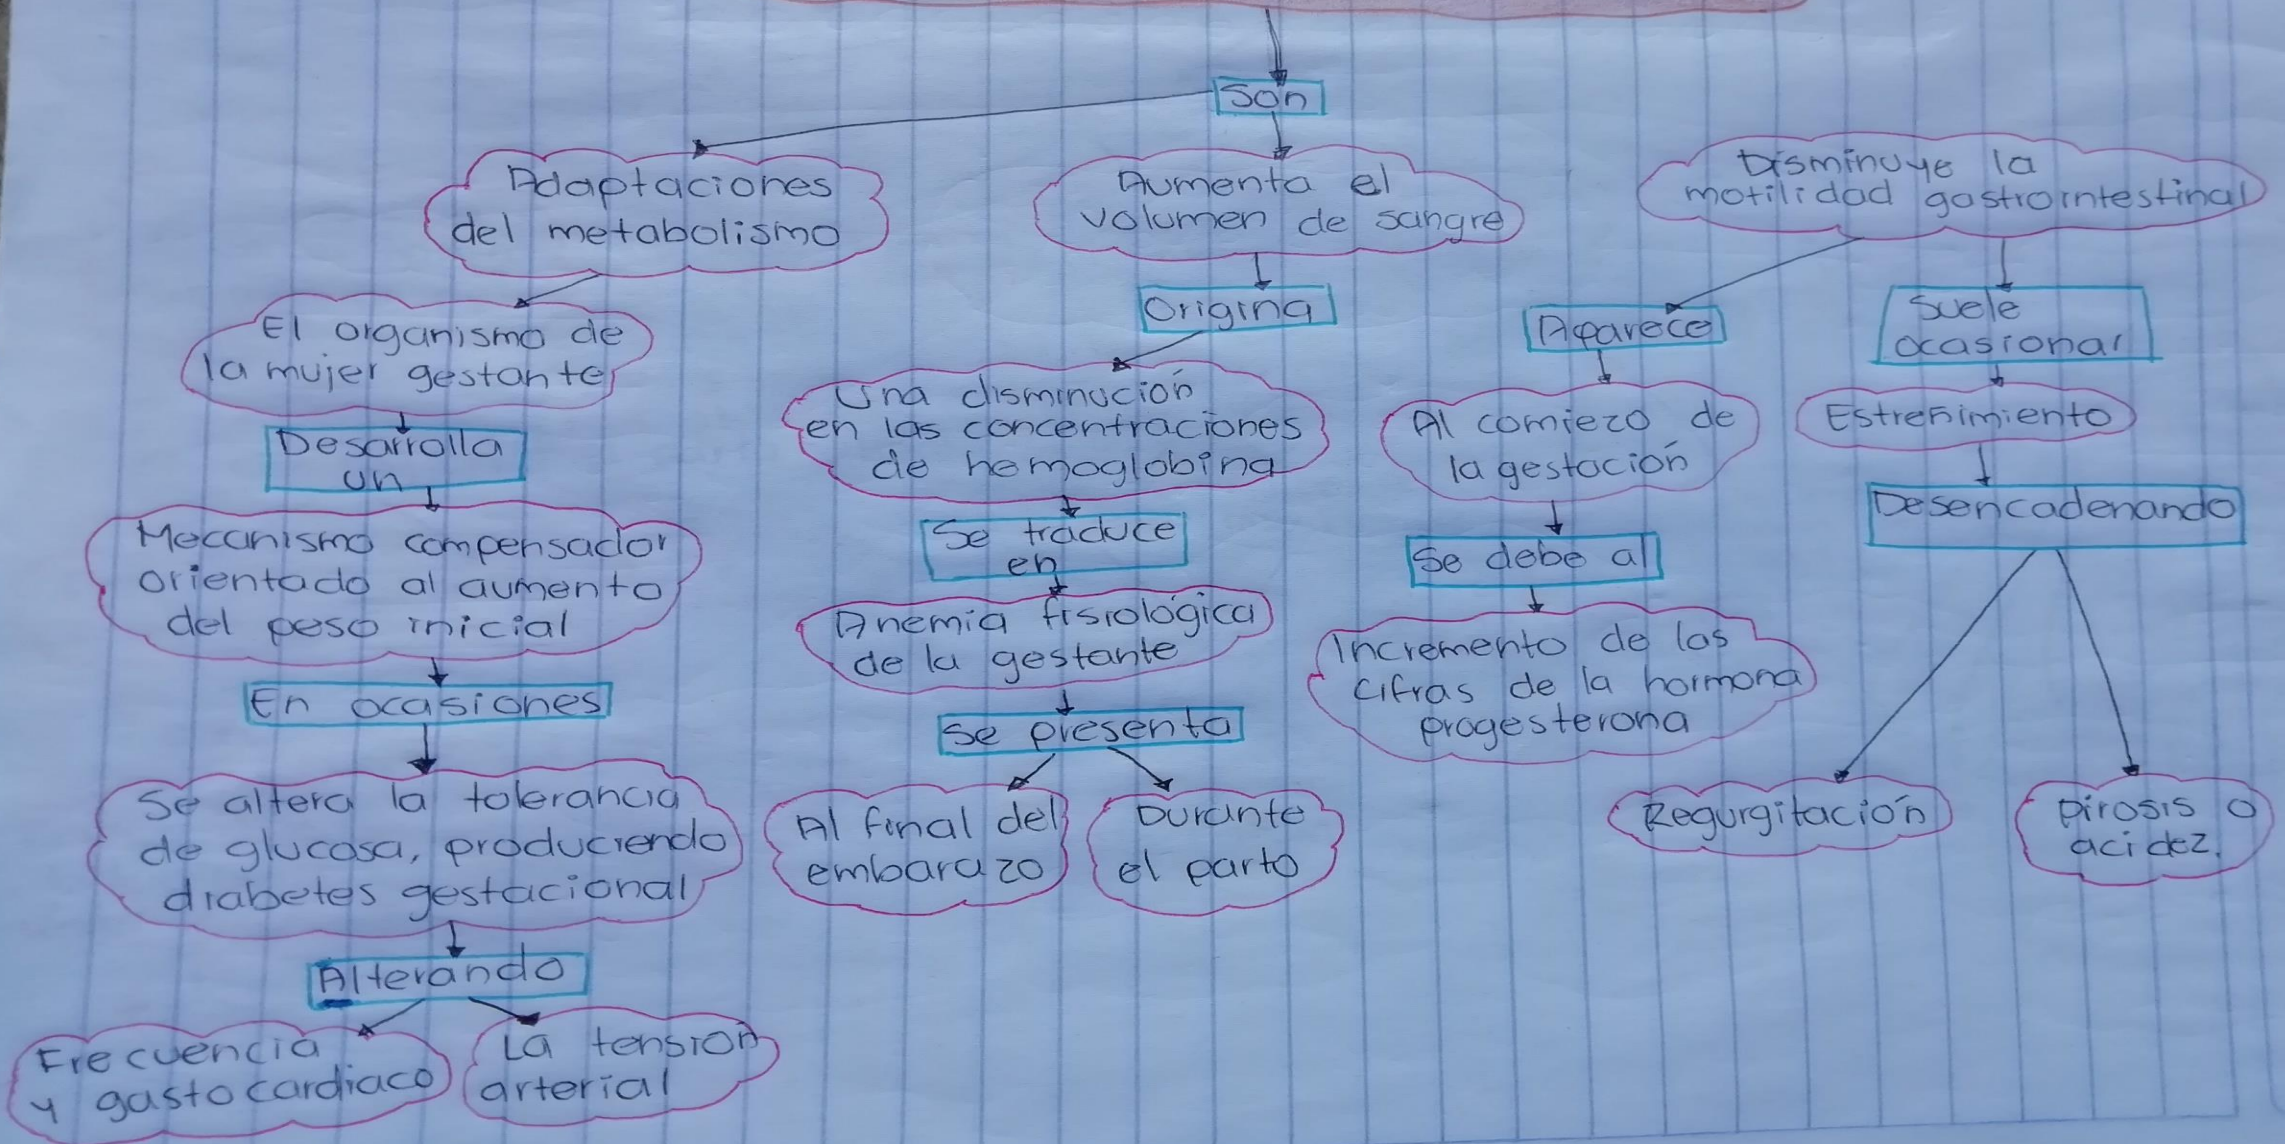 Son
Adaptaciones
del metabolismo
El organismo de
la mujer gestante
Desarrolla
un
Mecanismo compensador
orientado al aumento
del peso inicial
En ocasiones
Se altera la tolerancia
de glucosa, produciendo
diabetes gestacional
Alterando
Frecuencia
y gasto cardiaco
La tensión
arterial
Aumenta el
volumen de sangre
Origina
Una disminución
en las concentraciones
de hemoglobina
Se traduce
en
Anemia fisiológica
de la gestante
Se presenta
Al final del
embarazo
Durante
el parto
Disminuye la
motilidad gastrointestinal
Aparece
Al comiezo de
la gestación
Se debe al
Incremento de las
cifras de la hormona
progesterona
Suele
ocasionar
Estreñimiento
Desencadenando
Regurgitación
Pirosis o
acidez.